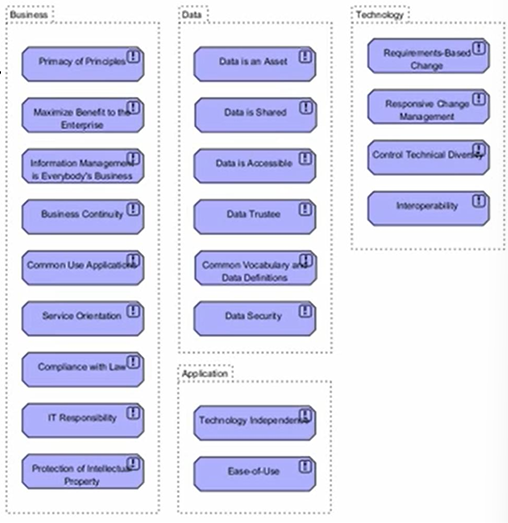 Business
Primacy of Principles
Maximize Benefit to the
Enterprise
Information Management
is Everybody's Business
Business Continuity
Common Use Applications
Service Orientation
Compliance with Law
IT Responsibility
Protection of Intellectual
Property
Data
Data is an Asset
Data is Shared
Data is Accessible
Data Trustee
Common Vocabulary and
Data Definitions
Data Security
Application
Technology Independence
Ease-of-Use
Technology
Requirements-Based
Change
Responsive Change
Management
Control Technical Diversity
Interoperability